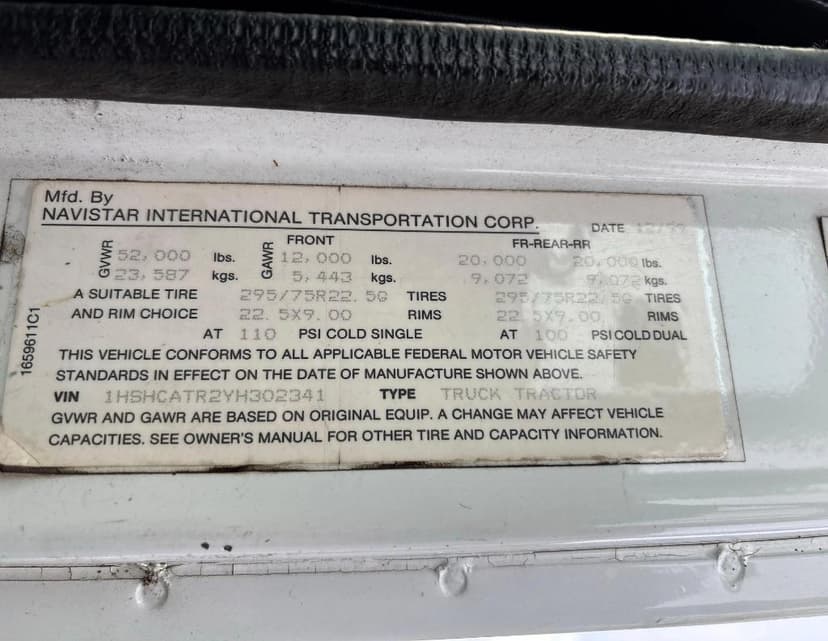 Mfd. By
NAVISTAR INTERNATIONAL TRANSPORTATION CORP. DATE 12/99
FRONT FR-REAR-RR
GVWR 52,000 lbs. GAWR 12,000 lbs. 20,000 20,000 lbs.
23,587 kgs. 5,443 kgs. 9,072 9,072 kgs.
A SUITABLE TIRE 295/75R22.5G TIRES 295/75R22.5G TIRES
AND RIM CHOICE 22.5X9.00 RIMS 22.5X9.00 RIMS
AT 110 PSI COLD SINGLE AT 100 PSI COLD DUAL
THIS VEHICLE CONFORMS TO ALL APPLICABLE FEDERAL MOTOR VEHICLE SAFETY
STANDARDS IN EFFECT ON THE DATE OF MANUFACTURE SHOWN ABOVE.
VIN 1HSHCATR2YH302341 TYPE TRUCK TRACTOR
GVWR AND GAWR ARE BASED ON ORIGINAL EQUIP. A CHANGE MAY AFFECT VEHICLE
CAPACITIES. SEE OWNER'S MANUAL FOR OTHER TIRE AND CAPACITY INFORMATION.
1659611C1